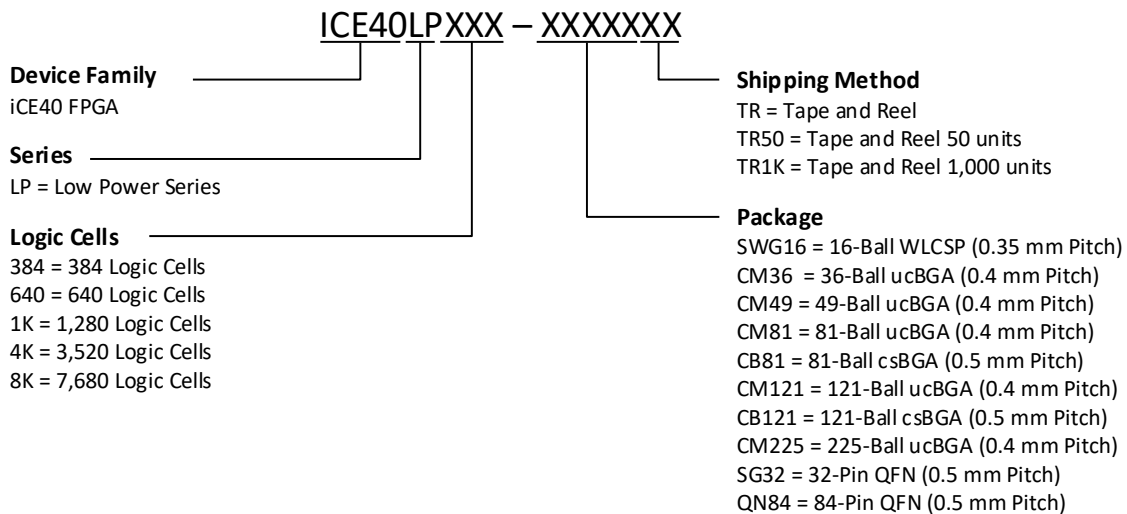 ICE40LPXXX – XXXXXXX
Device Family
iCE40 FPGA
Series
LP = Low Power Series
Logic Cells
384 = 384 Logic Cells
640 = 640 Logic Cells
1K = 1,280 Logic Cells
4K = 3,520 Logic Cells
8K = 7,680 Logic Cells
Shipping Method
TR = Tape and Reel
TR50 = Tape and Reel 50 units
TR1K = Tape and Reel 1,000 units
Package
SWG16 = 16-Ball WLCSP (0.35 mm Pitch)
CM36 = 36-Ball ucBGA (0.4 mm Pitch)
CM49 = 49-Ball ucBGA (0.4 mm Pitch)
CM81 = 81-Ball ucBGA (0.4 mm Pitch)
CB81 = 81-Ball csBGA (0.5 mm Pitch)
CM121 = 121-Ball ucBGA (0.4 mm Pitch)
CB121 = 121-Ball csBGA (0.5 mm Pitch)
CM225 = 225-Ball ucBGA (0.4 mm Pitch)
SG32 = 32-Pin QFN (0.5 mm Pitch)
QN84 = 84-Pin QFN (0.5 mm Pitch)